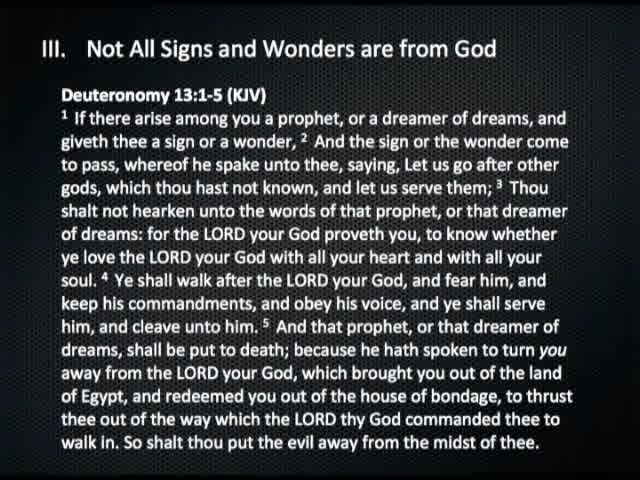 III. Not All Signs and Wonders are from God
Deuteronomy 13:1-5 (KJV)
¹ If there arise among you a prophet, or a dreamer of dreams, and
giveth thee a sign or a wonder, ² And the sign or the wonder come
to pass, whereof he spake unto thee, saying, Let us go after other
gods, which thou hast not known, and let us serve them; ³ Thou
shalt not hearken unto the words of that prophet, or that dreamer
of dreams: for the LORD your God proveth you, to know whether
ye love the LORD your God with all your heart and with all your
soul. ⁴ Ye shall walk after the LORD your God, and fear him, and
keep his commandments, and obey his voice, and ye shall serve
him, and cleave unto him. ⁵ And that prophet, or that dreamer of
dreams, shall be put to death; because he hath spoken to turn you
away from the LORD your God, which brought you out of the land
of Egypt, and redeemed you out of the house of bondage, to thrust
thee out of the way which the LORD thy God commanded thee to
walk in. So shalt thou put the evil away from the midst of thee.